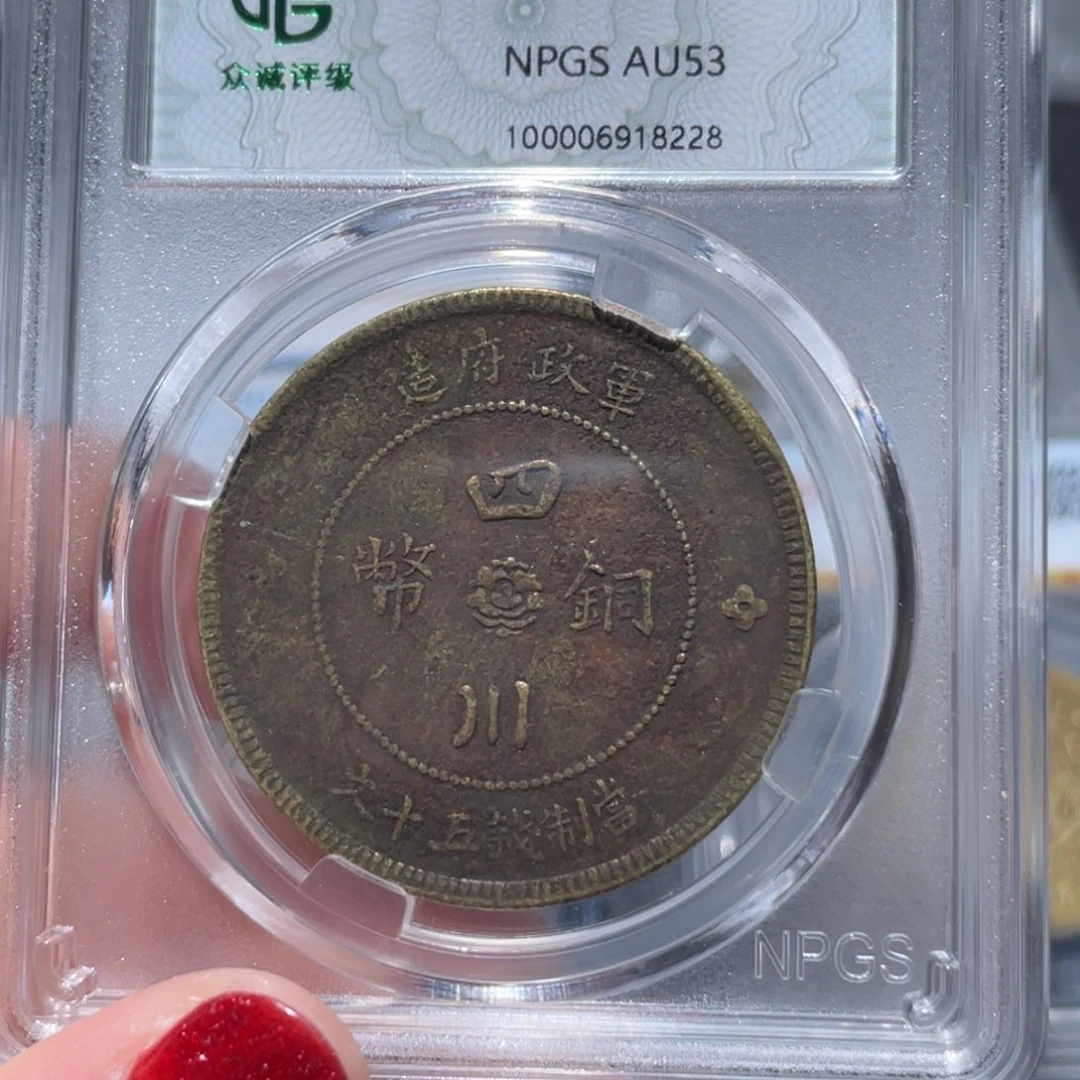 众诚评级
NPGS AU53
100006918228
軍政府造
四川
銅幣
當制錢五十文
NPGS